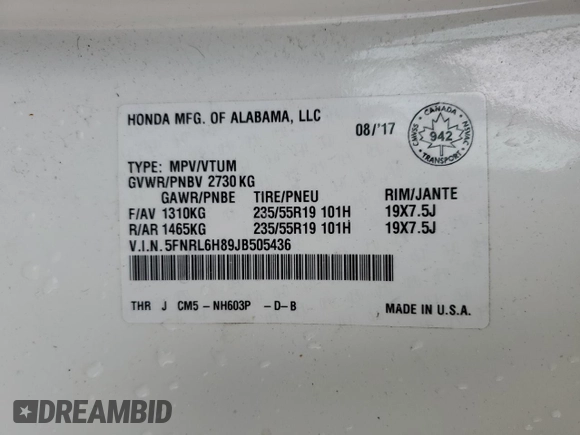 HONDA MFG. OF ALABAMA, LLC
08/'17
CANADA
CMVSS NSVAC
942
TRANSPORT
TYPE: MPV/VTUM
GVWR/PNBV 2730 KG
GAWR/PNBE TIRE/PNEU RIM/JANTE
F/AV 1310KG 235/55R19 101H 19X7.5J
R/AR 1465KG 235/55R19 101H 19X7.5J
V.I.N. 5FNRL6H89JB505436
THR J CM5 - NH603P - D - B
MADE IN U.S.A.
DREAMBID